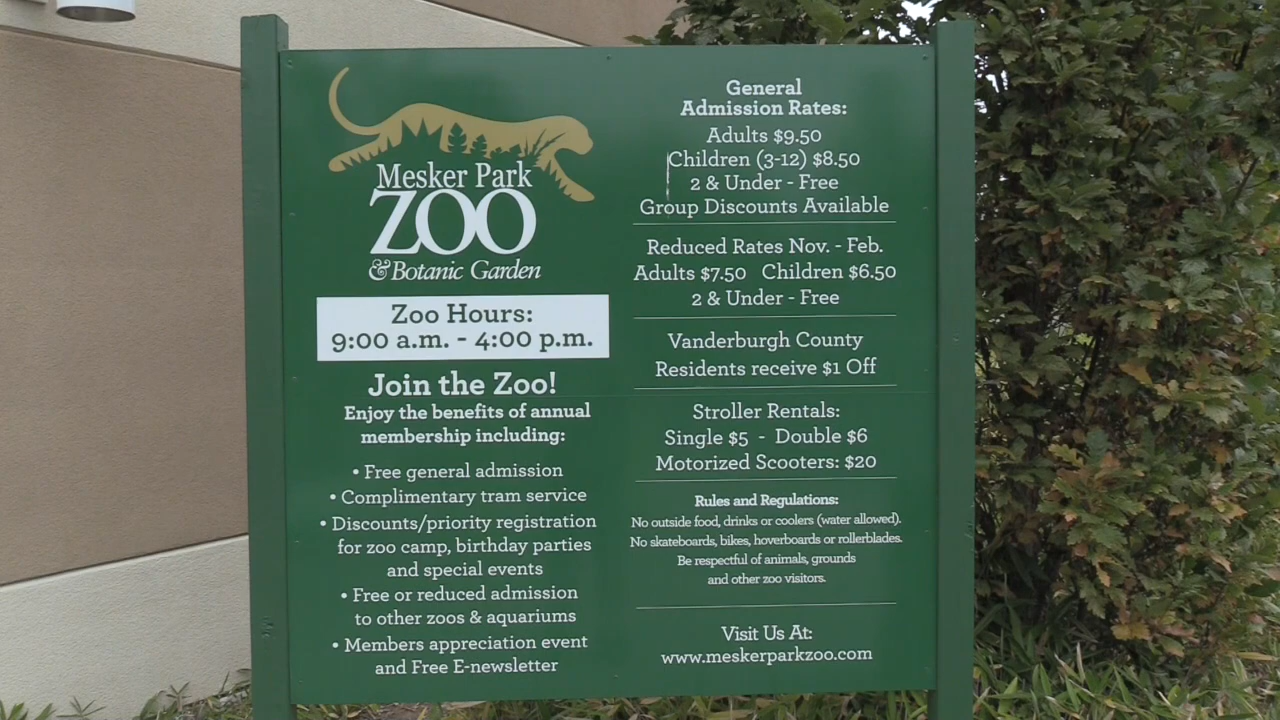 Mesker Park
ZOO
& Botanic Garden
Zoo Hours:
9:00 a.m. - 4:00 p.m.
Join the Zoo!
Enjoy the benefits of annual
membership including:
• Free general admission
• Complimentary tram service
• Discounts/priority registration
for zoo camp, birthday parties
and special events
• Free or reduced admission
to other zoos & aquariums
• Members appreciation event
and Free E-newsletter
General
Admission Rates:
Adults $9.50
Children (3-12) $8.50
2 & Under - Free
Group Discounts Available
Reduced Rates Nov. - Feb.
Adults $7.50 Children $6.50
2 & Under - Free
Vanderburgh County
Residents receive $1 Off
Stroller Rentals:
Single $5 - Double $6
Motorized Scooters: $20
Rules and Regulations:
No outside food, drinks or coolers (water allowed).
No skateboards, bikes, hoverboards or rollerblades.
Be respectful of animals, grounds
and other zoo visitors.
Visit Us At:
www.meskerparkzoo.com